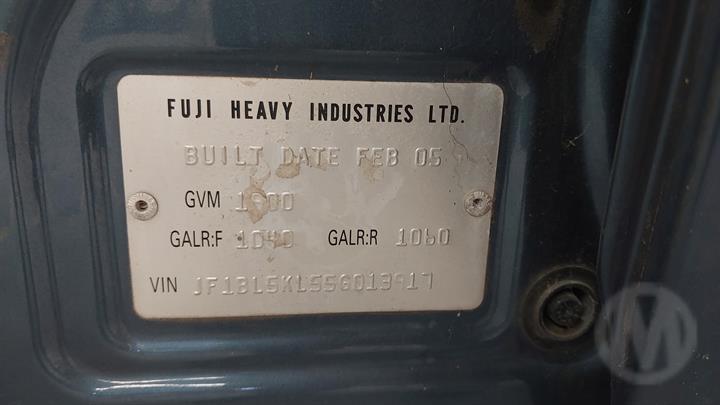 FUJI HEAVY INDUSTRIES LTD.
BUILT DATE FEB 05
GVM 1900
GALR:F 1040 GALR:R 1060
VIN JF1BL5KL55G013917
M